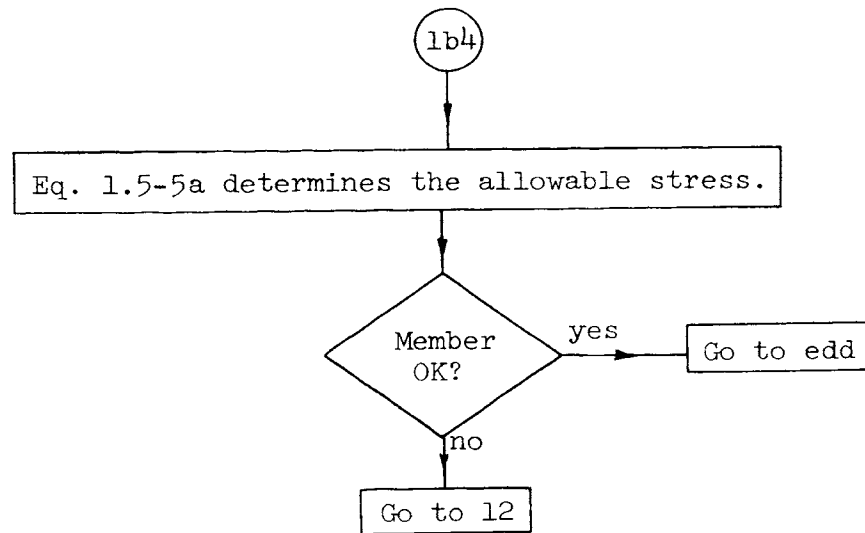 1b4
Eq. 1.5-5a determines the allowable stress.
Member
OK?
yes
Go to edd
no
Go to 12